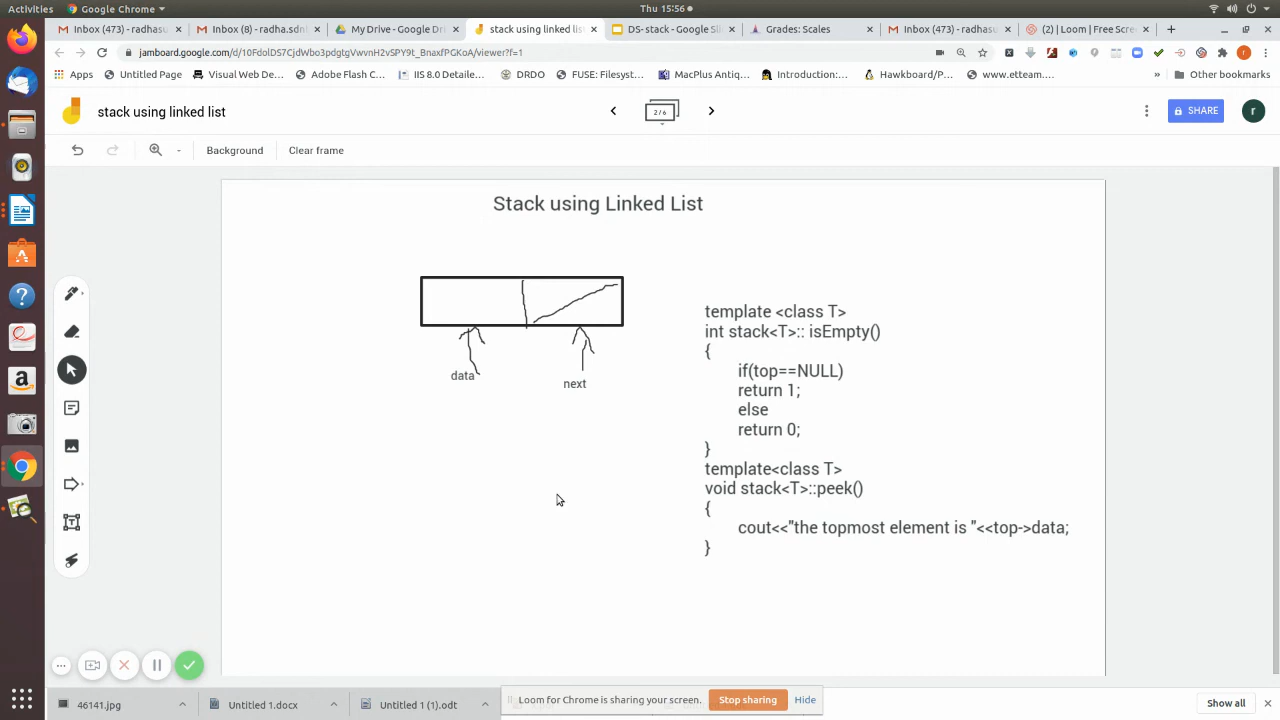 Activities
Google Chrome
Thu 15:56
Inbox (473) - radhasu
Inbox (8) - radha.sdn!
My Drive - Google Dri
stack using linked list
DS- stack - Google Sli
Grades: Scales
Inbox (473) - radhasu
(2) | Loom | Free Scre
jamboard.google.com/d/10FdolDS7CjdWbo3pdgtgVwvnH2vSPY9t_BnaxfPGKoA/viewer?f=1
Apps
Untitled Page
Visual Web De...
Adobe Flash C...
IIS 8.0 Detaile...
DRDO
FUSE: Filesyst...
MacPlus Antiq...
Introduction:...
Hawkboard/P...
www.etteam....
» Other bookmarks
stack using linked list
2/6
SHARE
r
Background
Clear frame
Stack using Linked List
data
next
template <class T>
int stack<T>:: isEmpty()
{
if(top==NULL)
return 1;
else
return 0;
}
template<class T>
void stack<T>::peek()
{
cout<<"the topmost element is "<<top->data;
}
46141.jpg
Untitled 1.docx
Untitled 1 (1).odt
Loom for Chrome is sharing your screen.
Stop sharing
Hide
Show all